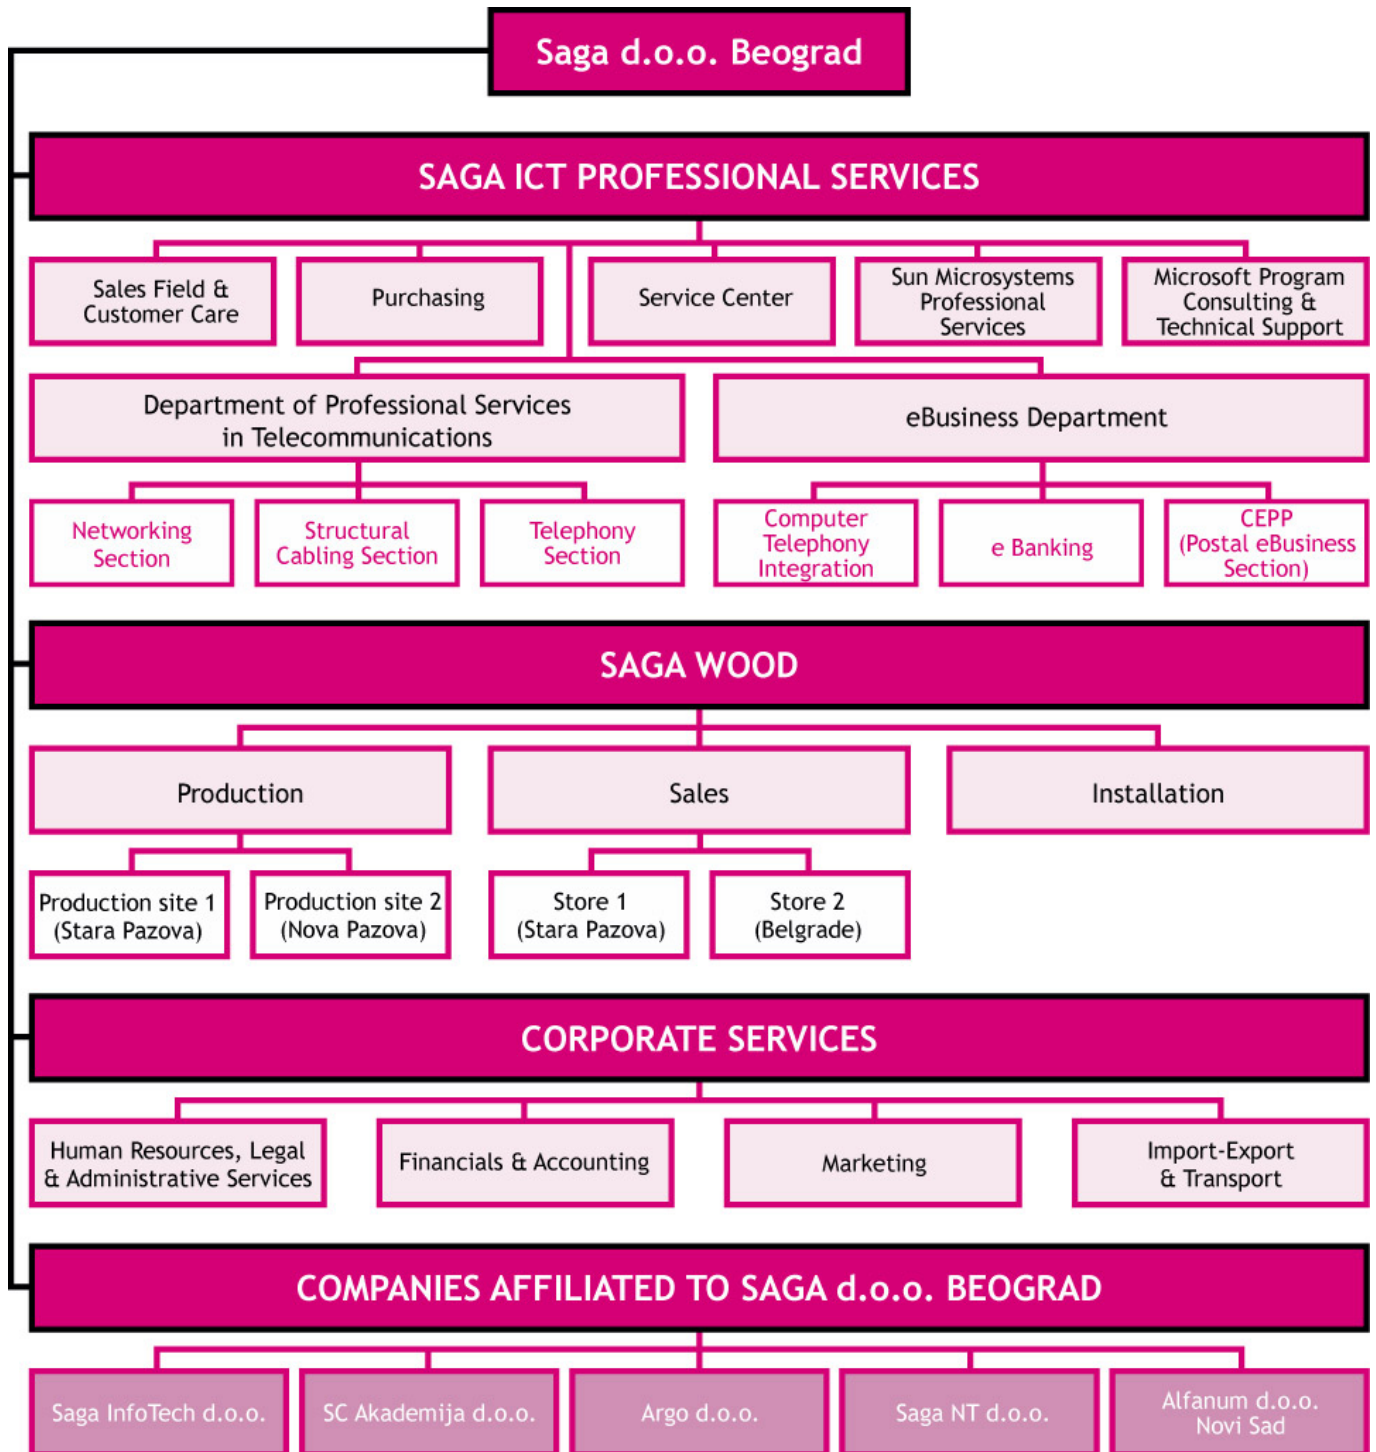 Saga d.o.o. Beograd
SAGA ICT PROFESSIONAL SERVICES
Sales Field &
Customer Care
Purchasing
Service Center
Sun Microsystems
Professional
Services
Microsoft Program
Consulting &
Technical Support
Department of Professional Services
in Telecommunications
eBusiness Department
Networking
Section
Structural
Cabling Section
Telephony
Section
Computer
Telephony
Integration
e Banking
CEPP
(Postal eBusiness
Section)
SAGA WOOD
Production
Sales
Installation
Production site 1
(Stara Pazova)
Production site 2
(Nova Pazova)
Store 1
(Stara Pazova)
Store 2
(Belgrade)
CORPORATE SERVICES
Human Resources, Legal
& Administrative Services
Financials & Accounting
Marketing
Import-Export
& Transport
COMPANIES AFFILIATED TO SAGA d.o.o. BEOGRAD
Saga InfoTech d.o.o.
SC Akademija d.o.o.
Argo d.o.o.
Saga NT d.o.o.
Alfanum d.o.o.
Novi Sad